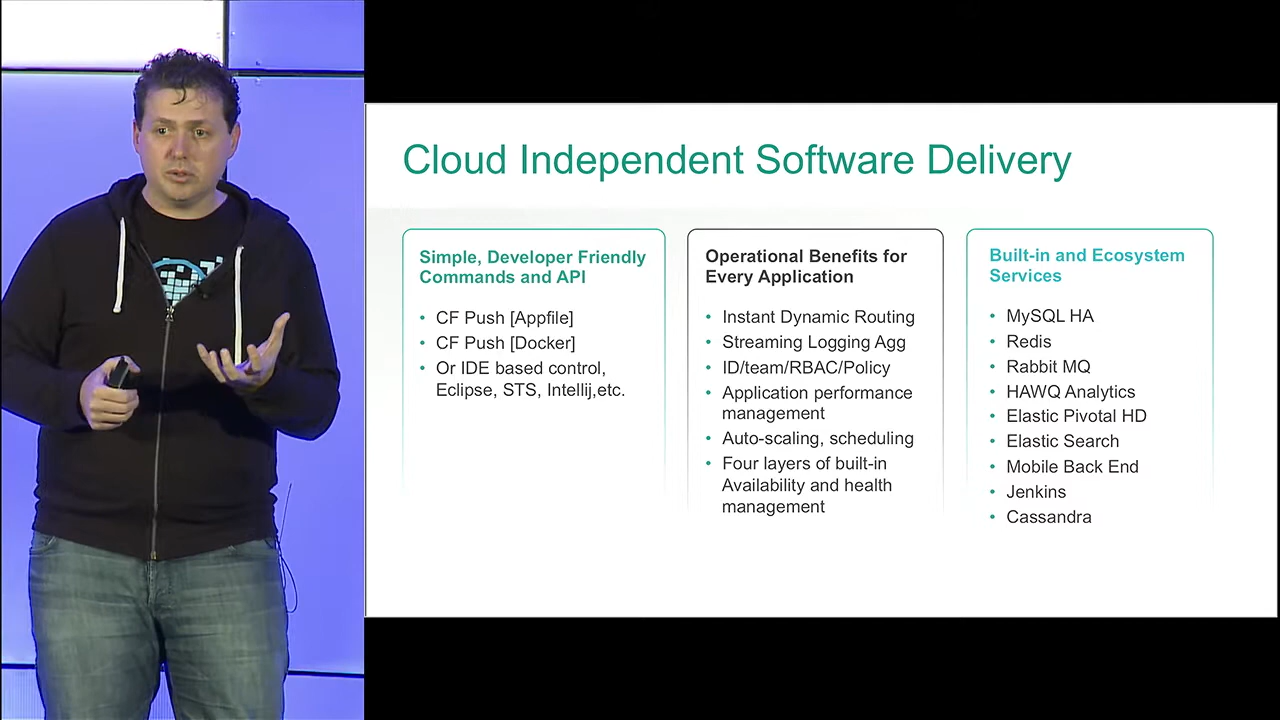 Cloud Independent Software Delivery
Simple, Developer Friendly
Commands and API
• CF Push [Appfile]
• CF Push [Docker]
• Or IDE based control,
Eclipse, STS, Intellij,etc.
Operational Benefits for
Every Application
• Instant Dynamic Routing
• Streaming Logging Agg
• ID/team/RBAC/Policy
• Application performance
management
• Auto-scaling, scheduling
• Four layers of built-in
Availability and health
management
Built-in and Ecosystem
Services
• MySQL HA
• Redis
• Rabbit MQ
• HAWQ Analytics
• Elastic Pivotal HD
• Elastic Search
• Mobile Back End
• Jenkins
• Cassandra